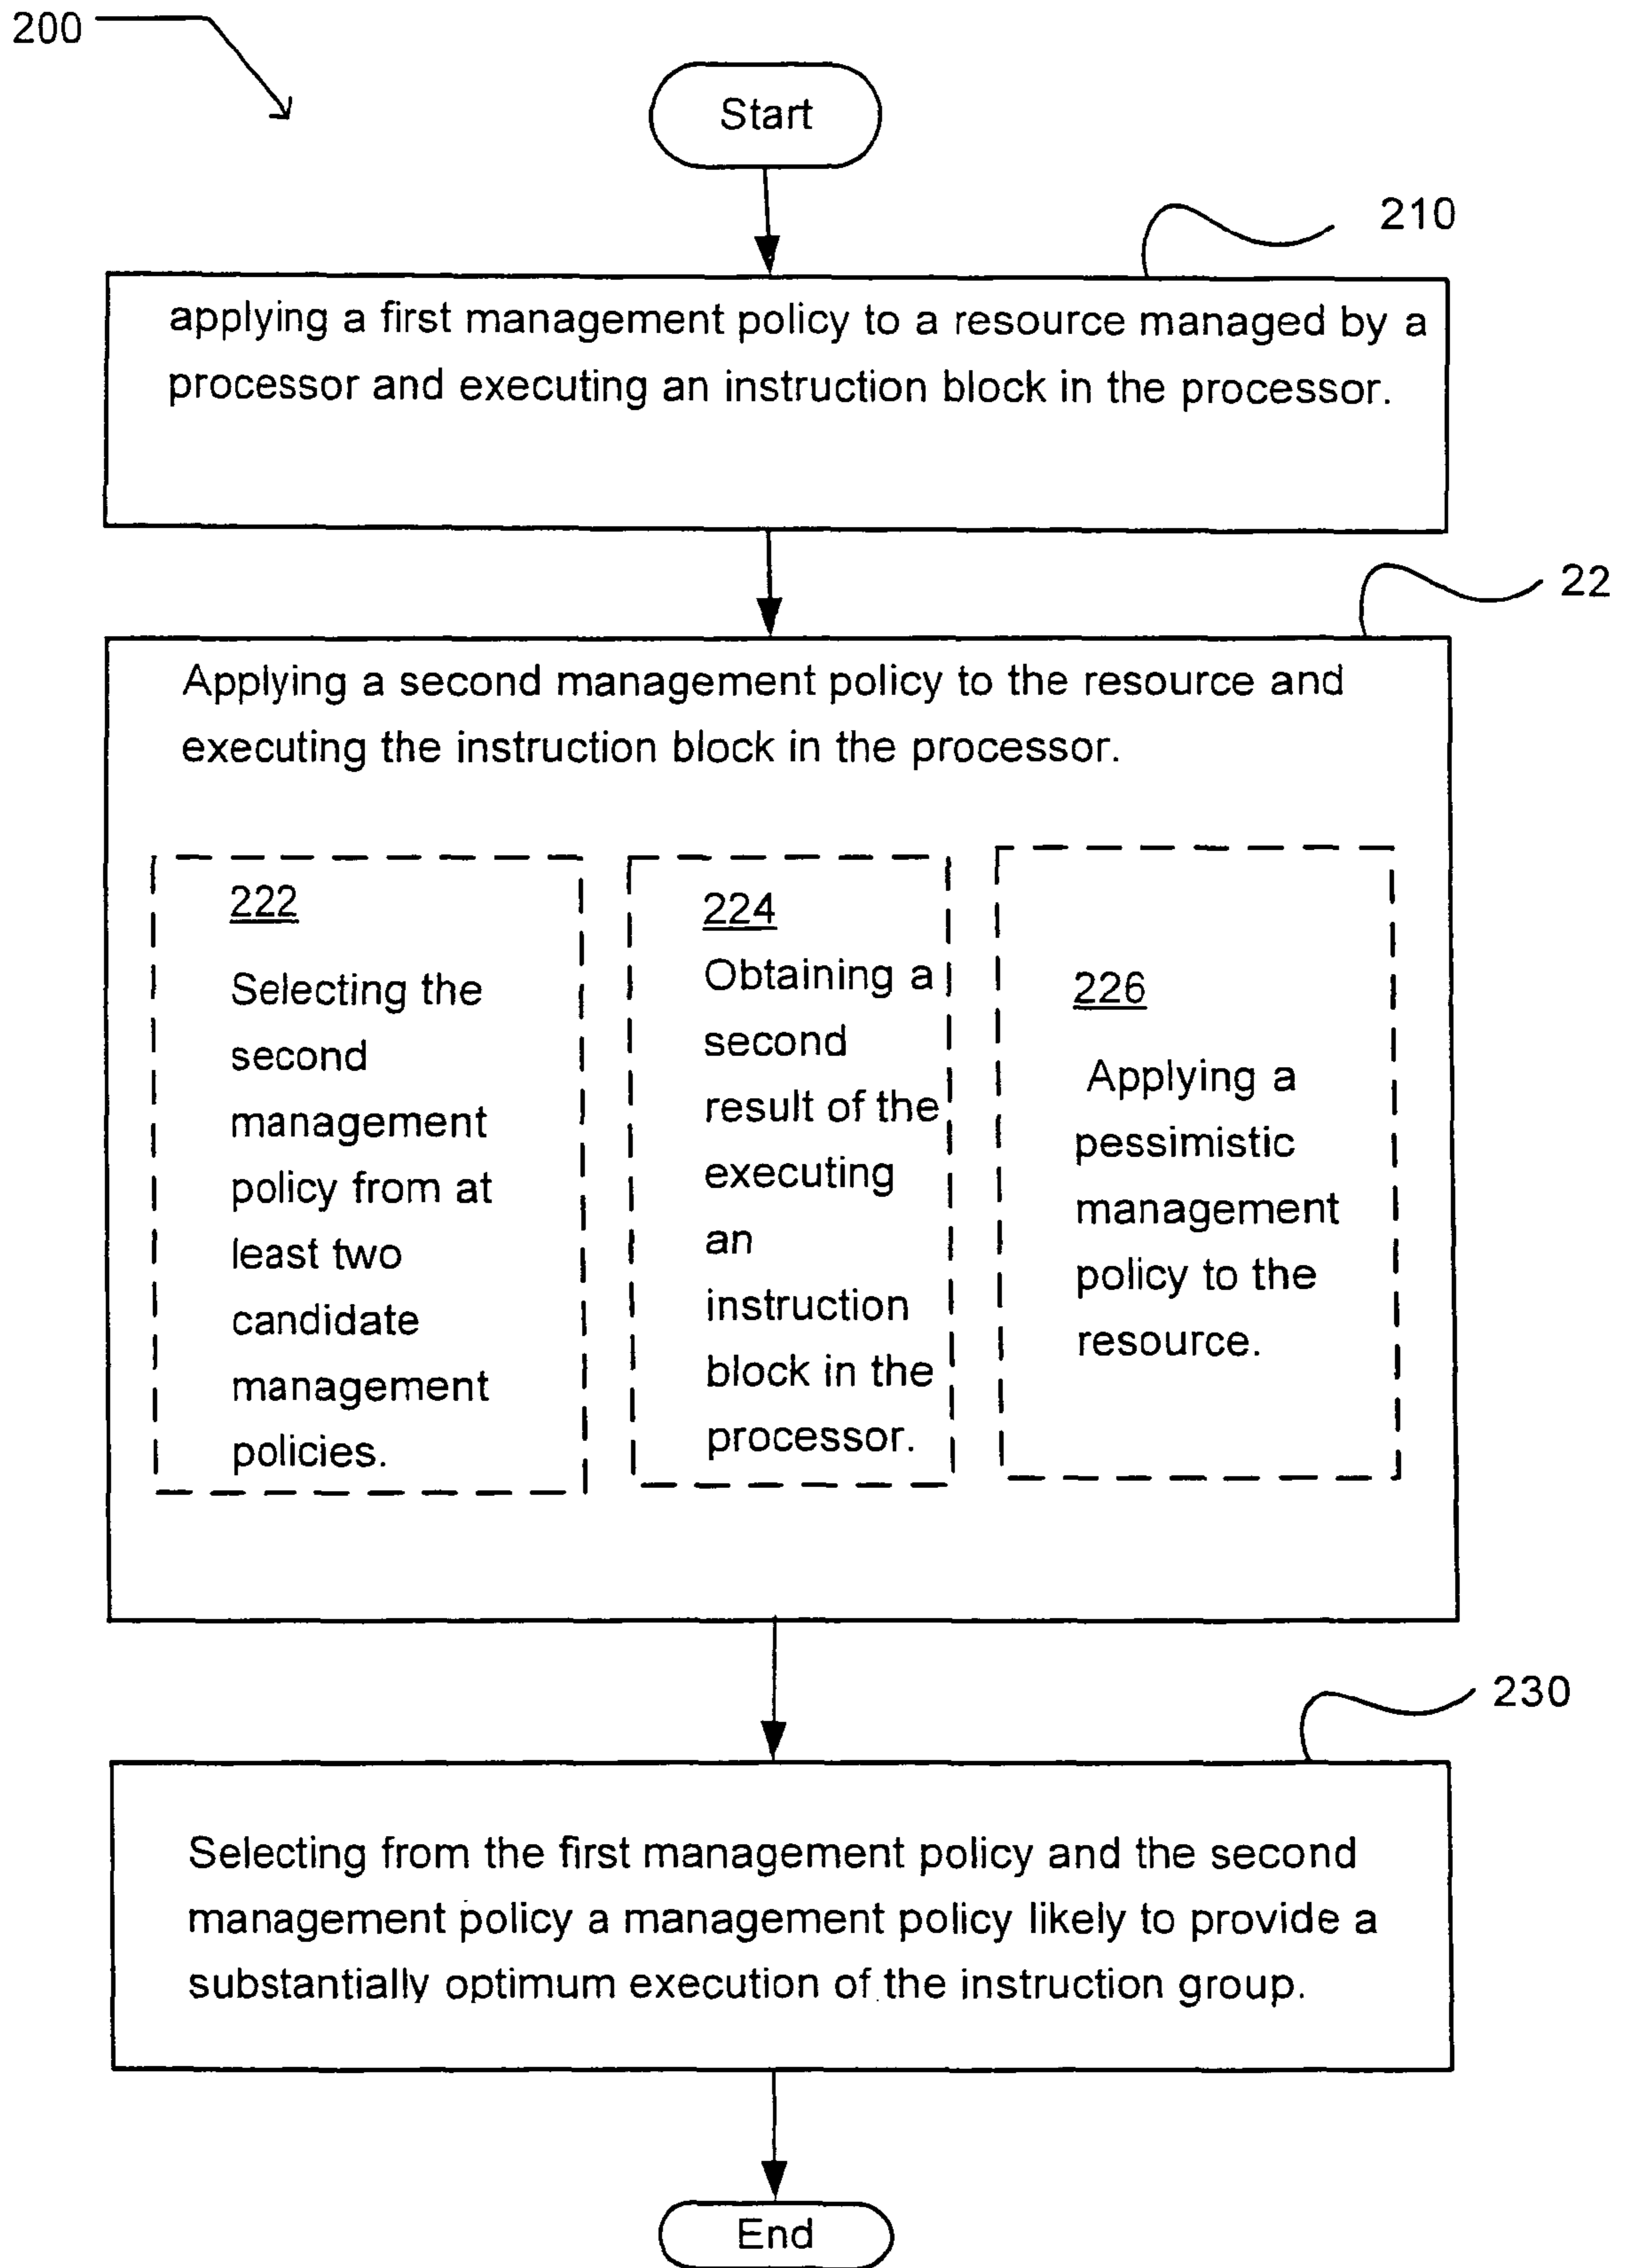 200
Start
210
applying a first management policy to a resource managed by a
processor and executing an instruction block in the processor.
22
Applying a second management policy to the resource and
executing the instruction block in the processor.
222
Selecting the
second
management
policy from at
least two
candidate
management
policies.
224
Obtaining a
second
result of the
executing
an
instruction
block in the
processor.
226
Applying a
pessimistic
management
policy to the
resource.
230
Selecting from the first management policy and the second
management policy a management policy likely to provide a
substantially optimum execution of the instruction group.
End